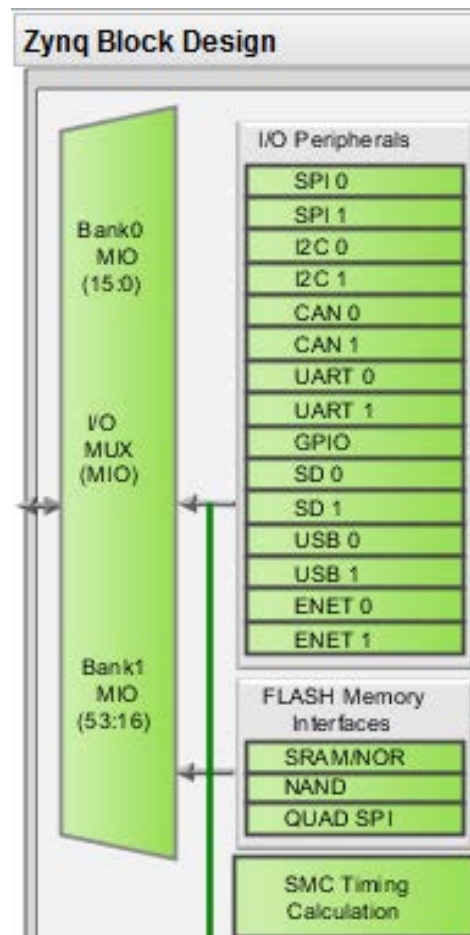 Zynq Block Design
Bank0
MIO
(15:0)
I/O
MUX
(MIO)
Bank1
MIO
(53:16)
I/O Peripherals
SPI 0
SPI 1
I2C 0
I2C 1
CAN 0
CAN 1
UART 0
UART 1
GPIO
SD 0
SD 1
USB 0
USB 1
ENET 0
ENET 1
FLASH Memory
Interfaces
SRAM/NOR
NAND
QUAD SPI
SMC Timing
Calculation